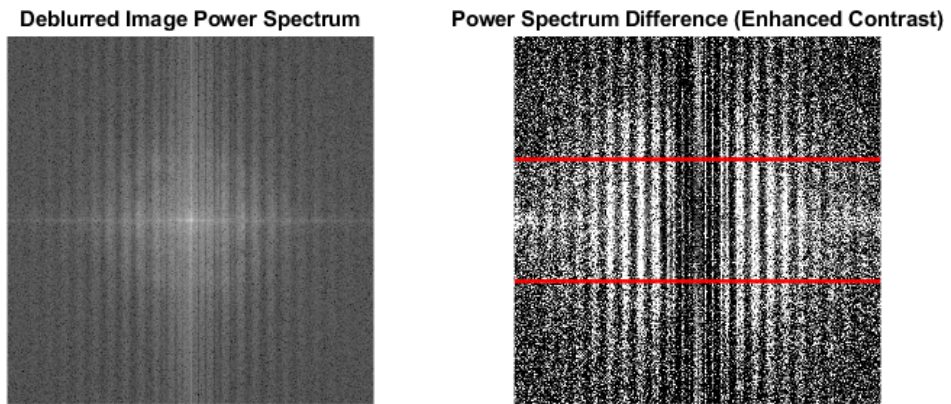 Deblurred Image Power Spectrum
Power Spectrum Difference (Enhanced Contrast)